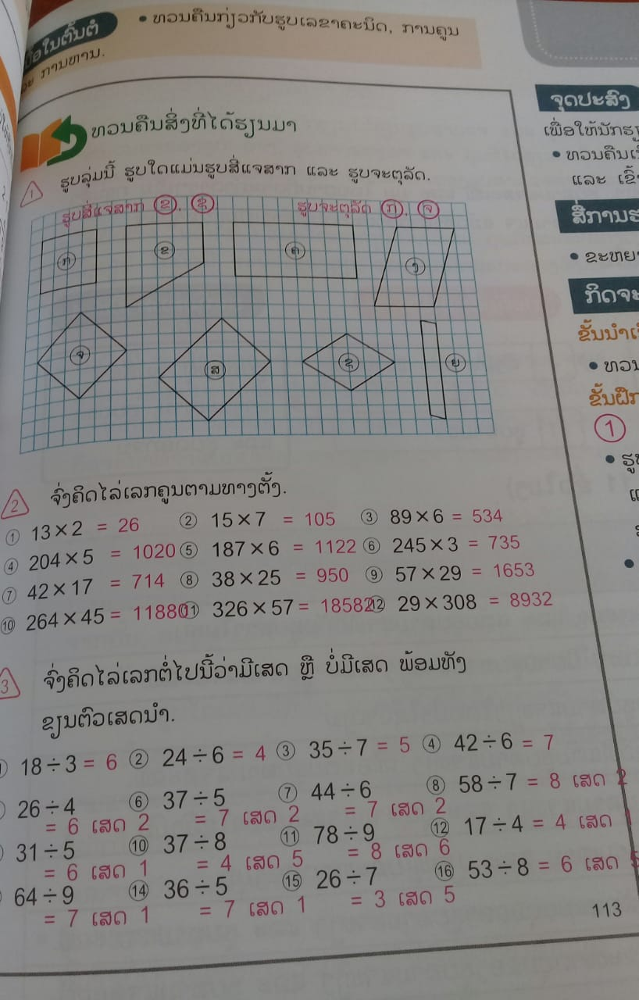 ໃນຕົ້ນຕໍ
• ທວນຄືນກ່ຽວກັບຮູບເລຂາຄະນິດ, ການຄູນ
ການຫານ.
ທວນຄືນສິ່ງທີ່ໄດ້ຮຽນມາ
1 ຮູບລຸ່ມນີ້ ຮູບໃດແມ່ນຮູບສີ່ແຈສາກ ແລະ ຮູບຈະຕຸລັດ.
ຮູບສີ່ແຈສາກ ຂ, ຊ ຮູບຈະຕຸລັດ ກ, ຈ
ກ ຂ ຄ ງ
ຈ ສ ຊ ຍ
2 ຈົ່ງຄິດໄລ່ເລກຄູນຕາມທາງຕັ້ງ.
① 13 × 2 = 26 ② 15 × 7 = 105 ③ 89 × 6 = 534
④ 204 × 5 = 1020 ⑤ 187 × 6 = 1122 ⑥ 245 × 3 = 735
⑦ 42 × 17 = 714 ⑧ 38 × 25 = 950 ⑨ 57 × 29 = 1653
⑩ 264 × 45 = 11880 ⑪ 326 × 57 = 18582 ⑫ 29 × 308 = 8932
3 ຈົ່ງຄິດໄລ່ເລກຕໍ່ໄປນີ້ວ່າມີເສດ ຫຼື ບໍ່ມີເສດ ພ້ອມທັງ
ຂຽນຕົວເສດນຳ.
18 ÷ 3 = 6 ② 24 ÷ 6 = 4 ③ 35 ÷ 7 = 5 ④ 42 ÷ 6 = 7
26 ÷ 4 ⑥ 37 ÷ 5 ⑦ 44 ÷ 6 ⑧ 58 ÷ 7 = 8 ເສດ 2
= 6 ເສດ 2 = 7 ເສດ 2 = 7 ເສດ 2
31 ÷ 5 ⑩ 37 ÷ 8 ⑪ 78 ÷ 9 ⑫ 17 ÷ 4 = 4 ເສດ 1
= 6 ເສດ 1 = 4 ເສດ 5 = 8 ເສດ 6
64 ÷ 9 ⑭ 36 ÷ 5 ⑮ 26 ÷ 7 ⑯ 53 ÷ 8 = 6 ເສດ 5
= 7 ເສດ 1 = 7 ເສດ 1 = 3 ເສດ 5
113
ຈຸດປະສົງ
ເພື່ອໃຫ້ນັກຮຽ
• ທວນຄືນ
ແລະ ເຂົ້
ສື່ການ
• ຂະຫຍ
ກິດຈະ
ຂັ້ນນຳ
• ທວນ
ຂັ້ນຝຶກ
1
• ຮູບ